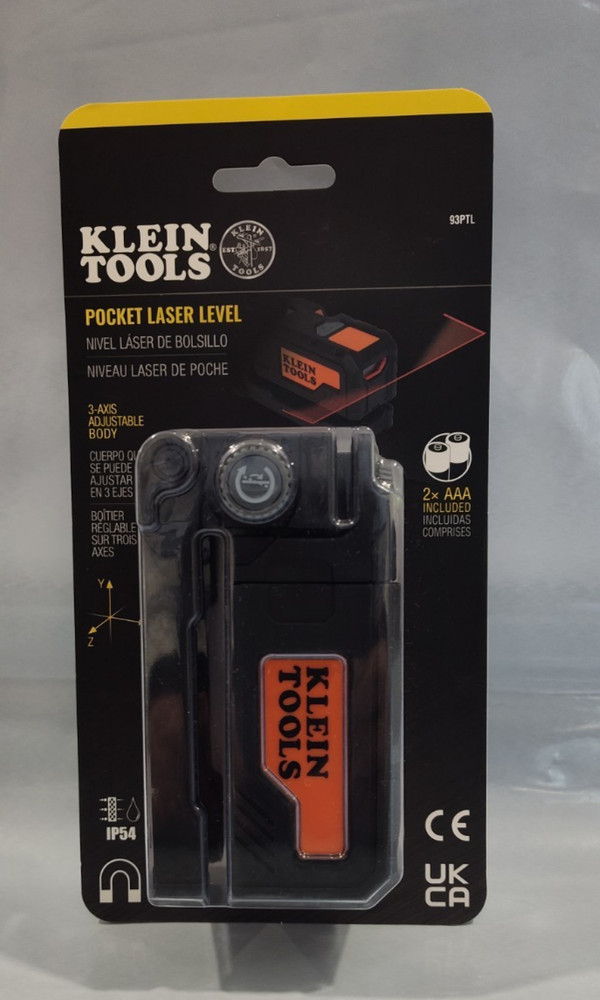 93PTL
KLEIN
TOOLS®
KLEIN
EST 1857
TOOLS
POCKET LASER LEVEL
NIVEL LÁSER DE BOLSILLO
NIVEAU LASER DE POCHE
KLEIN
TOOLS
3-AXIS
ADJUSTABLE
BODY
CUERPO QU
SE PUEDE
AJUSTAR
EN 3 EJES
BOÎTIER
RÉGLABLE
SUR TROIS
AXES
Y
Z
2× AAA
INCLUDED
INCLUIDAS
COMPRISES
KLEIN
TOOLS
IP54
CE
UK
CA